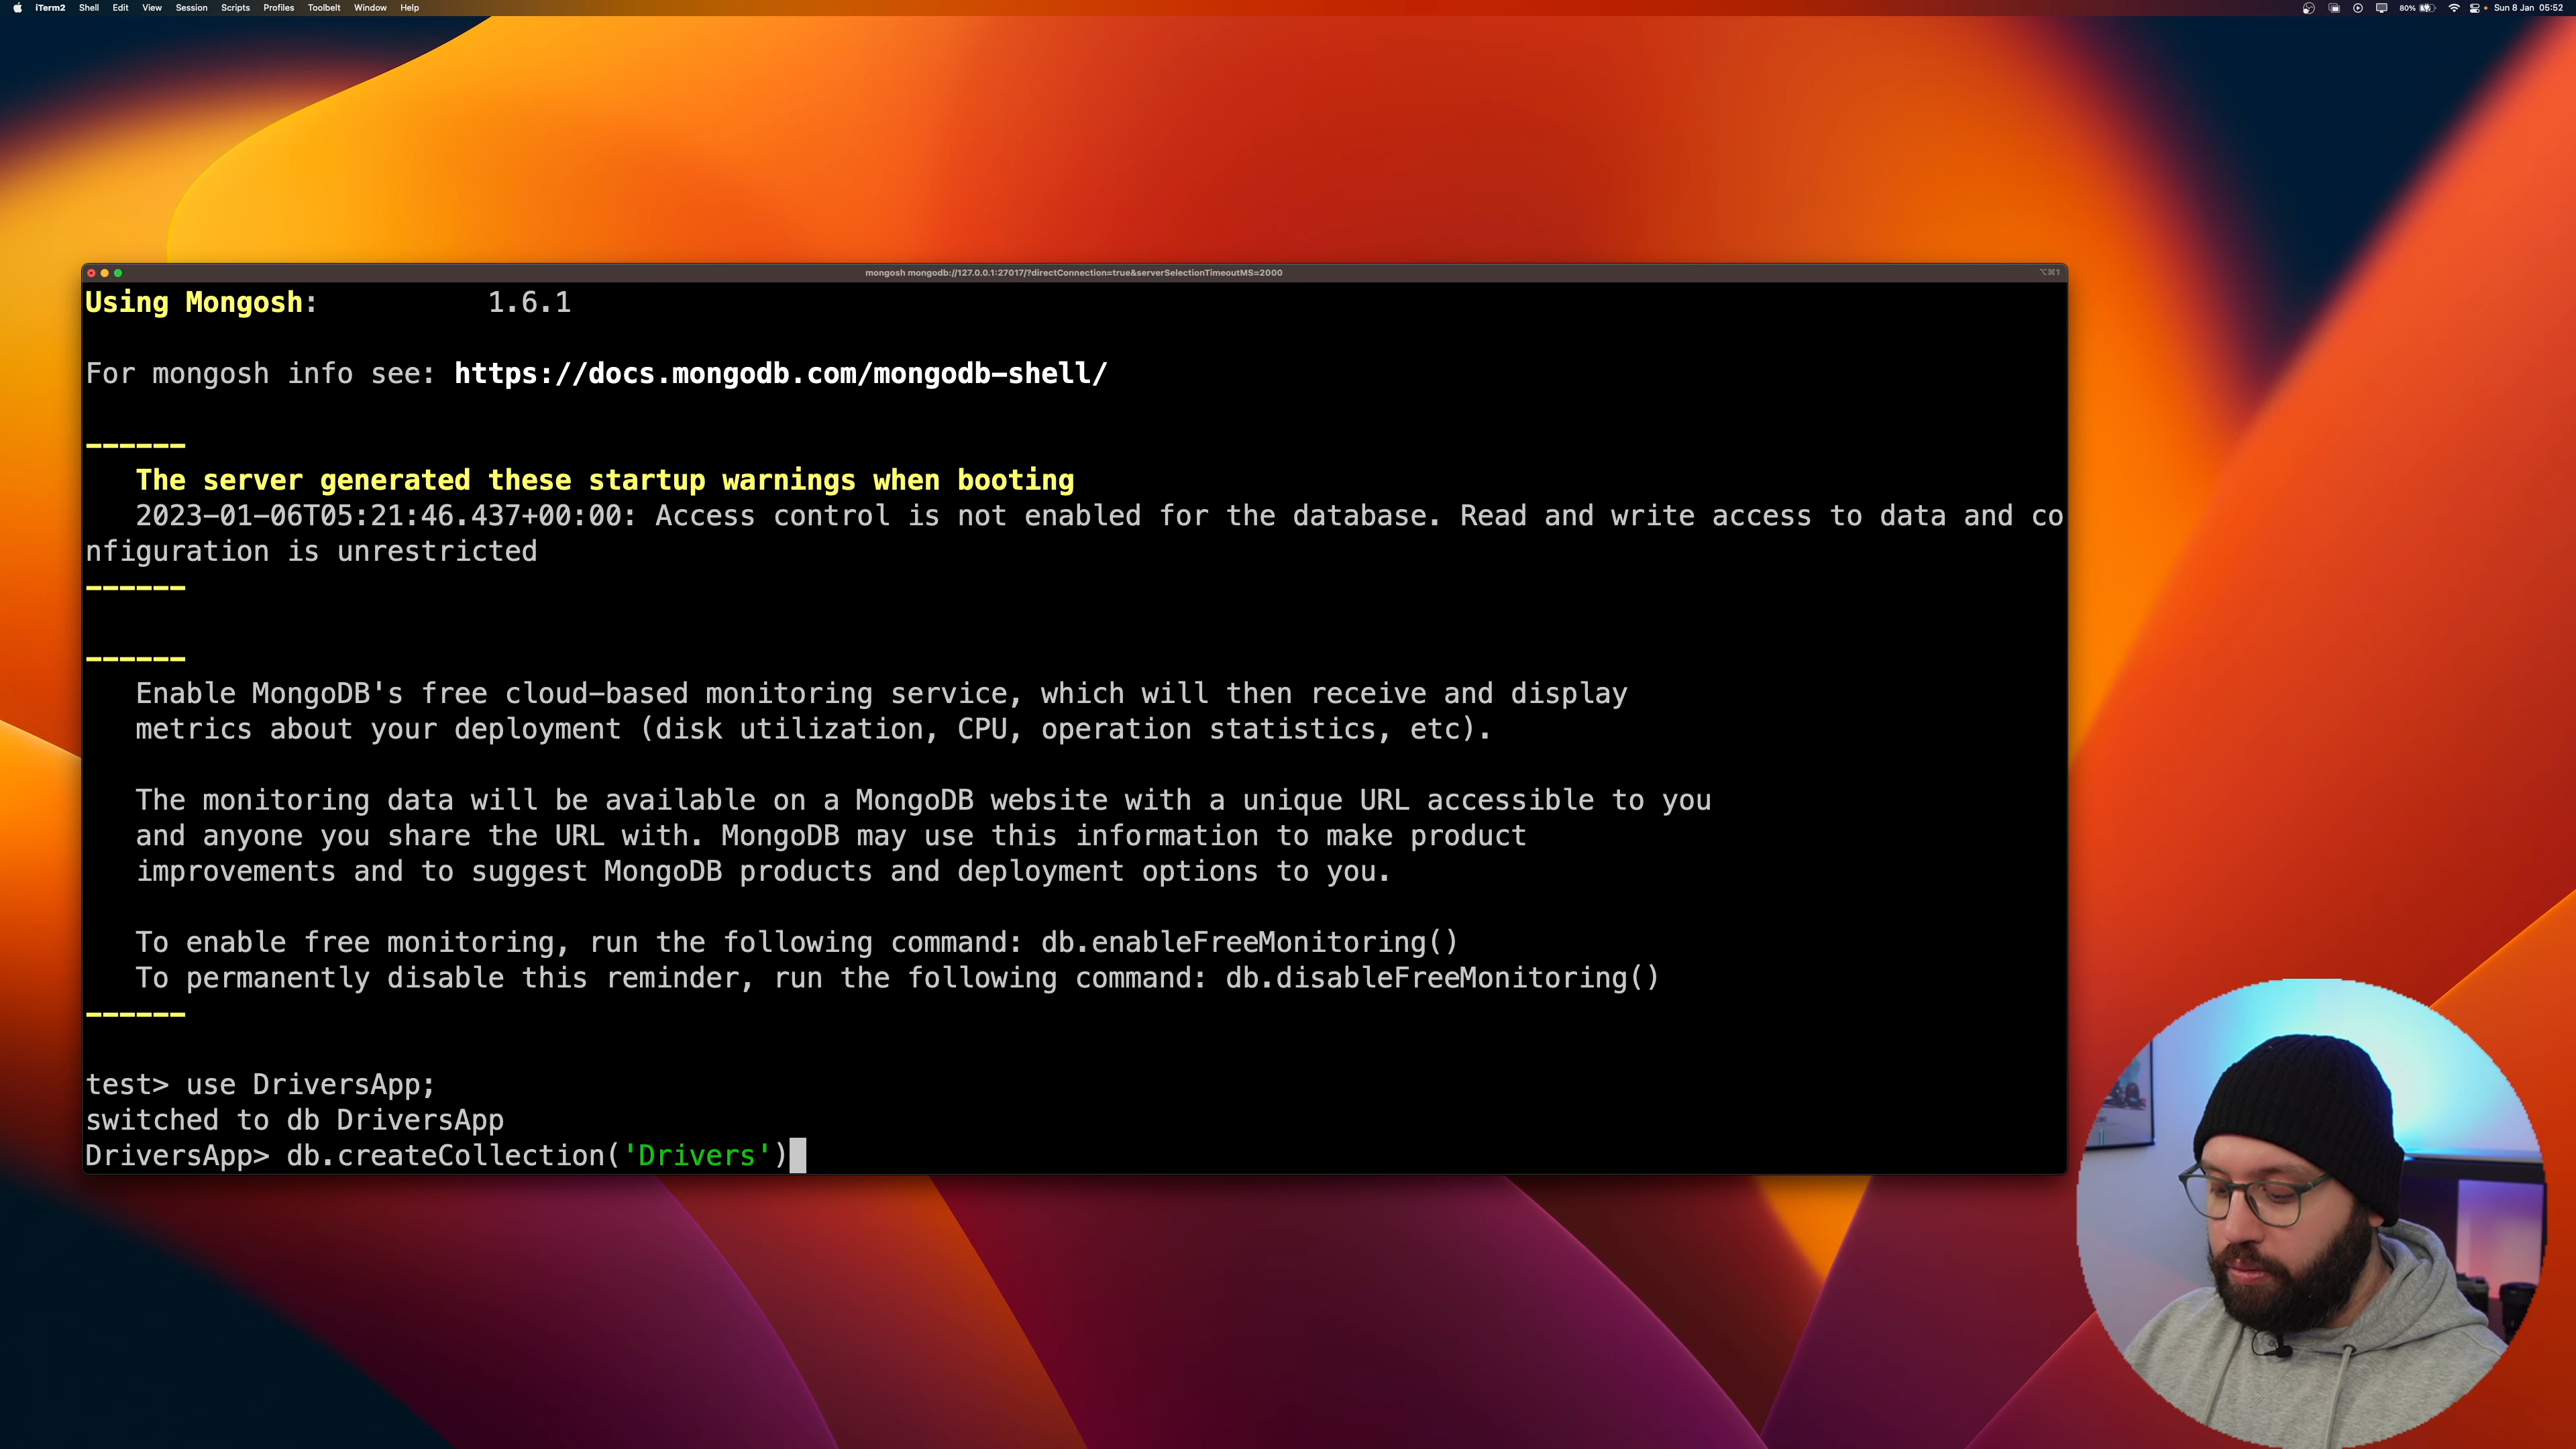 iTerm2 Shell Edit View Session Scripts Profiles Toolbelt Window Help 80% Sun 8 Jan 05:52
mongosh mongodb://127.0.0.1:27017/?directConnection=true&serverSelectionTimeoutMS=2000 ⌥⌘1
Using Mongosh: 1.6.1
For mongosh info see: https://docs.mongodb.com/mongodb-shell/
------
The server generated these startup warnings when booting
2023-01-06T05:21:46.437+00:00: Access control is not enabled for the database. Read and write access to data and co
nfiguration is unrestricted
------
------
Enable MongoDB's free cloud-based monitoring service, which will then receive and display
metrics about your deployment (disk utilization, CPU, operation statistics, etc).
The monitoring data will be available on a MongoDB website with a unique URL accessible to you
and anyone you share the URL with. MongoDB may use this information to make product
improvements and to suggest MongoDB products and deployment options to you.
To enable free monitoring, run the following command: db.enableFreeMonitoring()
To permanently disable this reminder, run the following command: db.disableFreeMonitoring()
------
test> use DriversApp;
switched to db DriversApp
DriversApp> db.createCollection('Drivers')